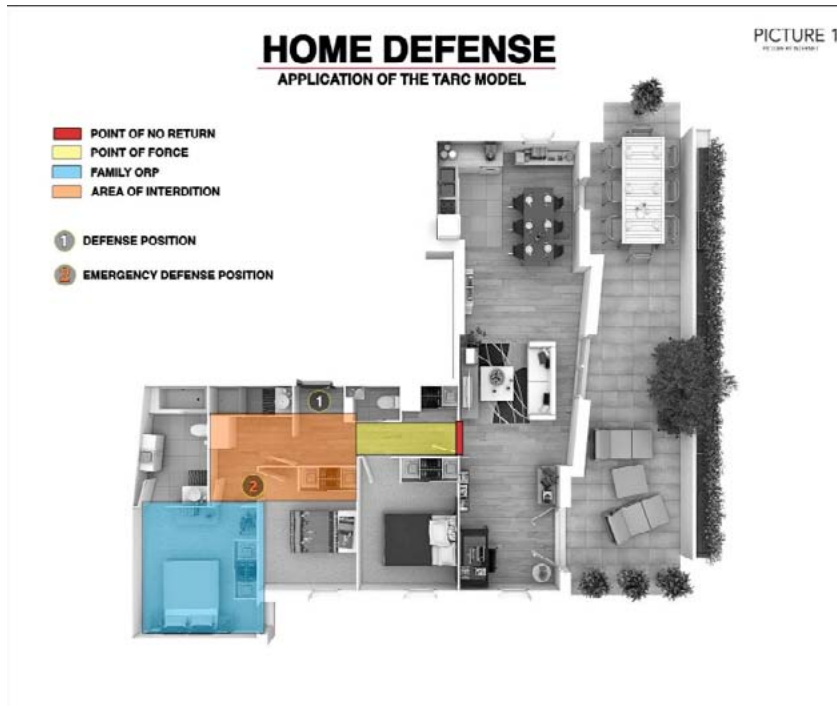 HOME DEFENSE
APPLICATION OF THE TARC MODEL
PICTURE 1
POINT OF NO RETURN
POINT OF FORCE
FAMILY ORP
AREA OF INTERDITION
1 DEFENSE POSITION
2 EMERGENCY DEFENSE POSITION
1
2